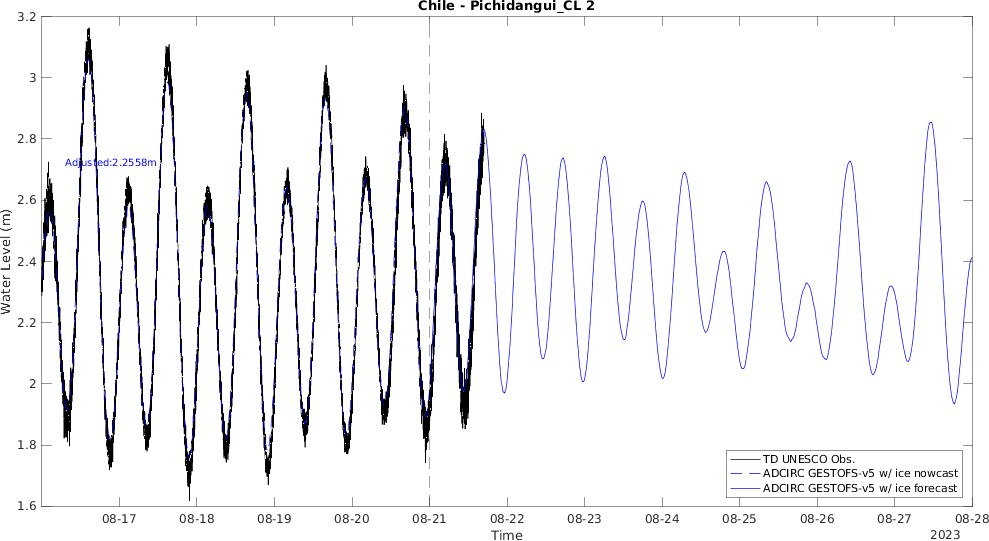 Chile - Pichidangui_CL 2
Water Level (m)
3.2
3
2.8
2.6
2.4
2.2
2
1.8
1.6
Adjusted:2.2558m
TD UNESCO Obs.
ADCIRC GESTOFS-v5 w/ ice nowcast
ADCIRC GESTOFS-v5 w/ ice forecast
08-17 08-18 08-19 08-20 08-21 08-22 08-23 08-24 08-25 08-26 08-27 08-28
Time
2023